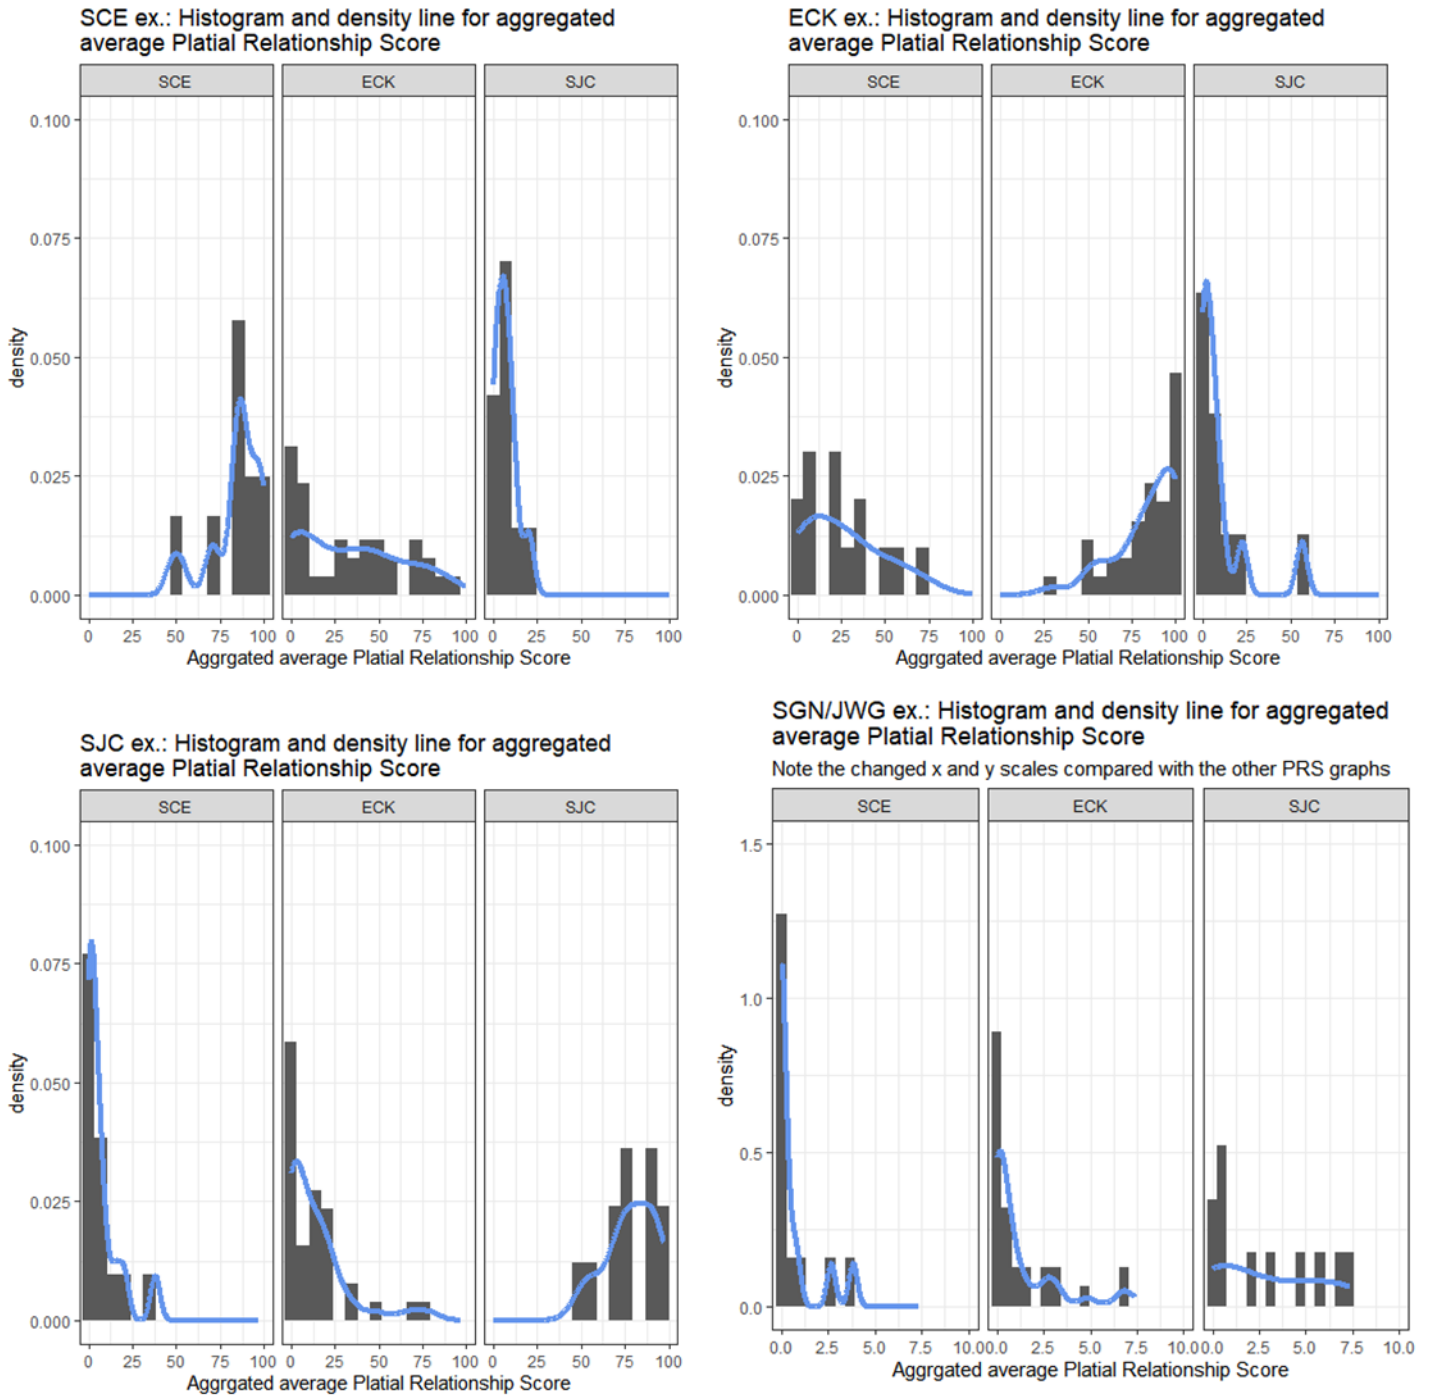 SCE ex.: Histogram and density line for aggregated
average Platial Relationship Score
SCE ECK SJC
0.100
0.075
0.050
0.025
0.000
density
0 25 50 75 100 0 25 50 75 100 0 25 50 75 100
Aggrgated average Platial Relationship Score
ECK ex.: Histogram and density line for aggregated
average Platial Relationship Score
SCE ECK SJC
0.100
0.075
0.050
0.025
0.000
density
0 25 50 75 100 0 25 50 75 100 0 25 50 75 100
Aggrgated average Platial Relationship Score
SJC ex.: Histogram and density line for aggregated
average Platial Relationship Score
SCE ECK SJC
0.100
0.075
0.050
0.025
0.000
density
0 25 50 75 100 0 25 50 75 100 0 25 50 75 100
Aggrgated average Platial Relationship Score
SGN/JWG ex.: Histogram and density line for aggregated
average Platial Relationship Score
Note the changed x and y scales compared with the other PRS graphs
SCE ECK SJC
1.5
1.0
0.5
0.0
density
0.0 2.5 5.0 7.5 10.0 0.0 2.5 5.0 7.5 10.0 0.0 2.5 5.0 7.5 10.0
Aggrgated average Platial Relationship Score